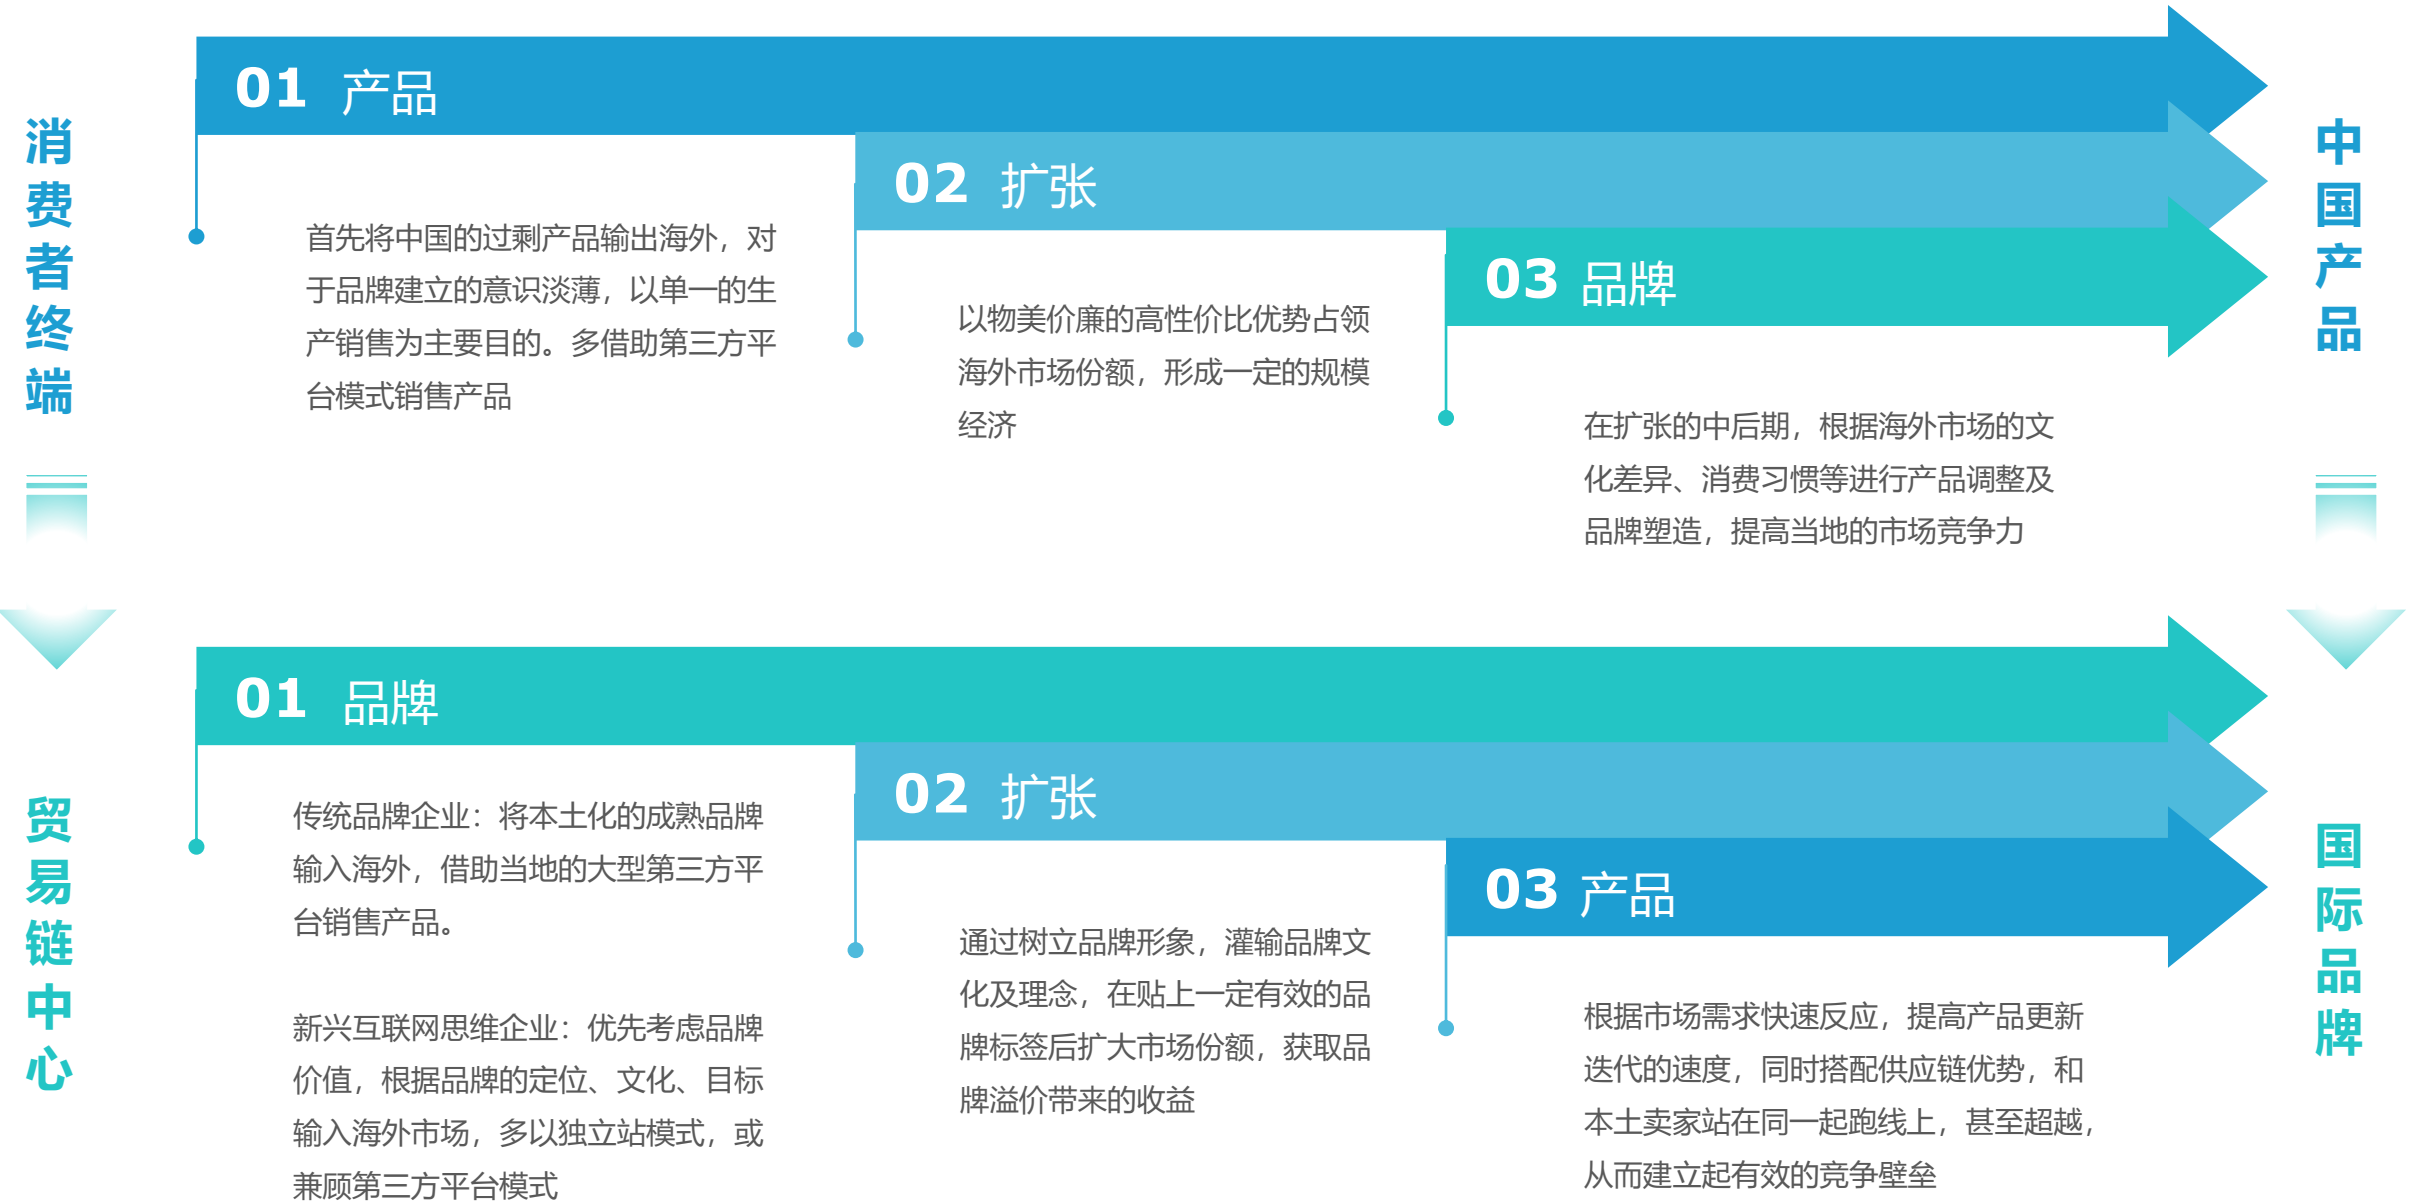 消费者终端
01 产品
首先将中国的过剩产品输出海外，对
于品牌建立的意识淡薄，以单一的生
产销售为主要目的。多借助第三方平
台模式销售产品
02 扩张
以物美价廉的高性价比优势占领
海外市场份额，形成一定的规模
经济
03 品牌
在扩张的中后期，根据海外市场的文
化差异、消费习惯等进行产品调整及
品牌塑造，提高当地的市场竞争力
中国产品
贸易链中心
01 品牌
传统品牌企业：将本土化的成熟品牌
输入海外，借助当地的大型第三方平
台销售产品。
新兴互联网思维企业：优先考虑品牌
价值，根据品牌的定位、文化、目标
输入海外市场，多以独立站模式，或
兼顾第三方平台模式
02 扩张
通过树立品牌形象，灌输品牌文
化及理念，在贴上一定有效的品
牌标签后扩大市场份额，获取品
牌溢价带来的收益
03 产品
根据市场需求快速反应，提高产品更新
迭代的速度，同时搭配供应链优势，和
本土卖家站在同一起跑线上，甚至超越，
从而建立起有效的竞争壁垒
国际品牌